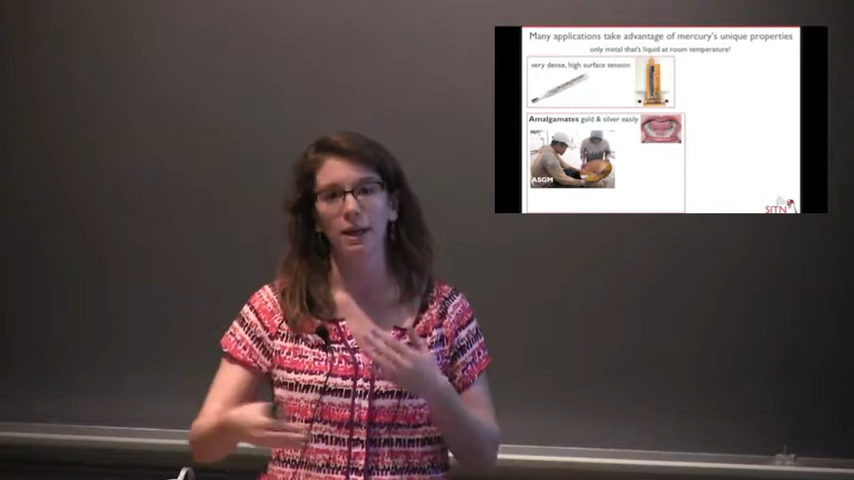 Many applications take advantage of mercury's unique properties
only metal that's liquid at room temperature!
very dense, high surface tension
Amalgamates gold & silver easily
ASGM
SITN